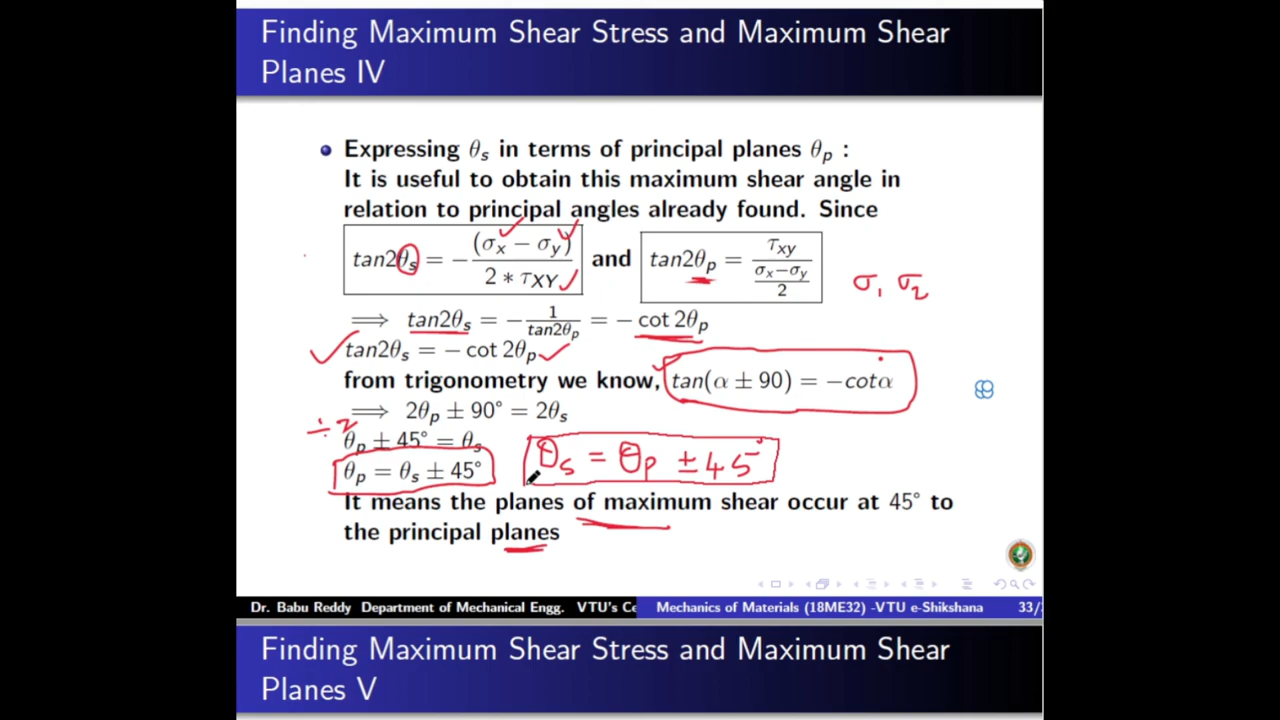 Finding Maximum Shear Stress and Maximum Shear
Planes IV
Expressing θs in terms of principal planes θp :
It is useful to obtain this maximum shear angle in
relation to principal angles already found. Since
tan2θs = − (σx − σy) / 2 ∗ τXY and tan2θp = τxy / ((σx−σy) / 2)
σ1 σ2
⟹ tan2θs = − 1 / tan2θp = − cot 2θp
tan2θs = − cot 2θp
from trigonometry we know, tan(α ± 90) = −cotα
⟹ 2θp ± 90° = 2θs
÷2
θp ± 45° = θs
θp = θs ± 45° θs = θp ± 45°
It means the planes of maximum shear occur at 45° to
the principal planes
Dr. Babu Reddy Department of Mechanical Engg. VTU's Ce Mechanics of Materials (18ME32) -VTU e-Shikshana 33/
Finding Maximum Shear Stress and Maximum Shear
Planes V